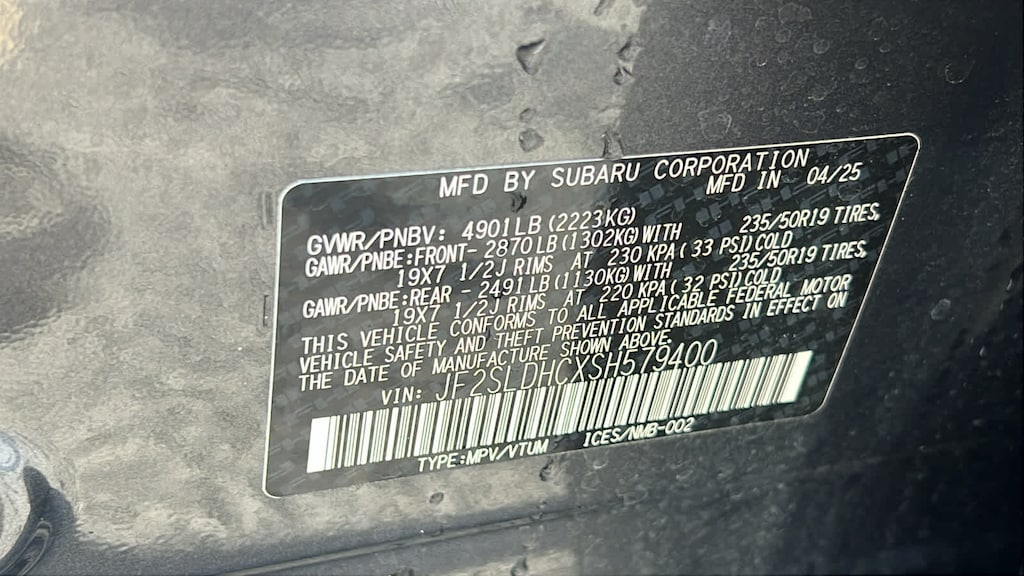 MFD BY SUBARU CORPORATION
MFD IN 04/25
GVWR/PNBV: 4901LB (2223KG)
GAWR/PNBE:FRONT- 2870LB (1302KG) WITH 235/50R19 TIRES,
19X7 1/2J RIMS AT 230 KPA ( 33 PSI) COLD
GAWR/PNBE:REAR - 2491LB (1130KG) WITH 235/50R19 TIRES,
19X7 1/2J RIMS AT 220 KPA ( 32 PSI) COLD
THIS VEHICLE CONFORMS TO ALL APPLICABLE FEDERAL MOTOR
VEHICLE SAFETY AND THEFT PREVENTION STANDARDS IN EFFECT ON
THE DATE OF MANUFACTURE SHOWN ABOVE.
VIN: JF2SLDHCXSH579400
TYPE:MPV/VTUM ICES/NMB-002